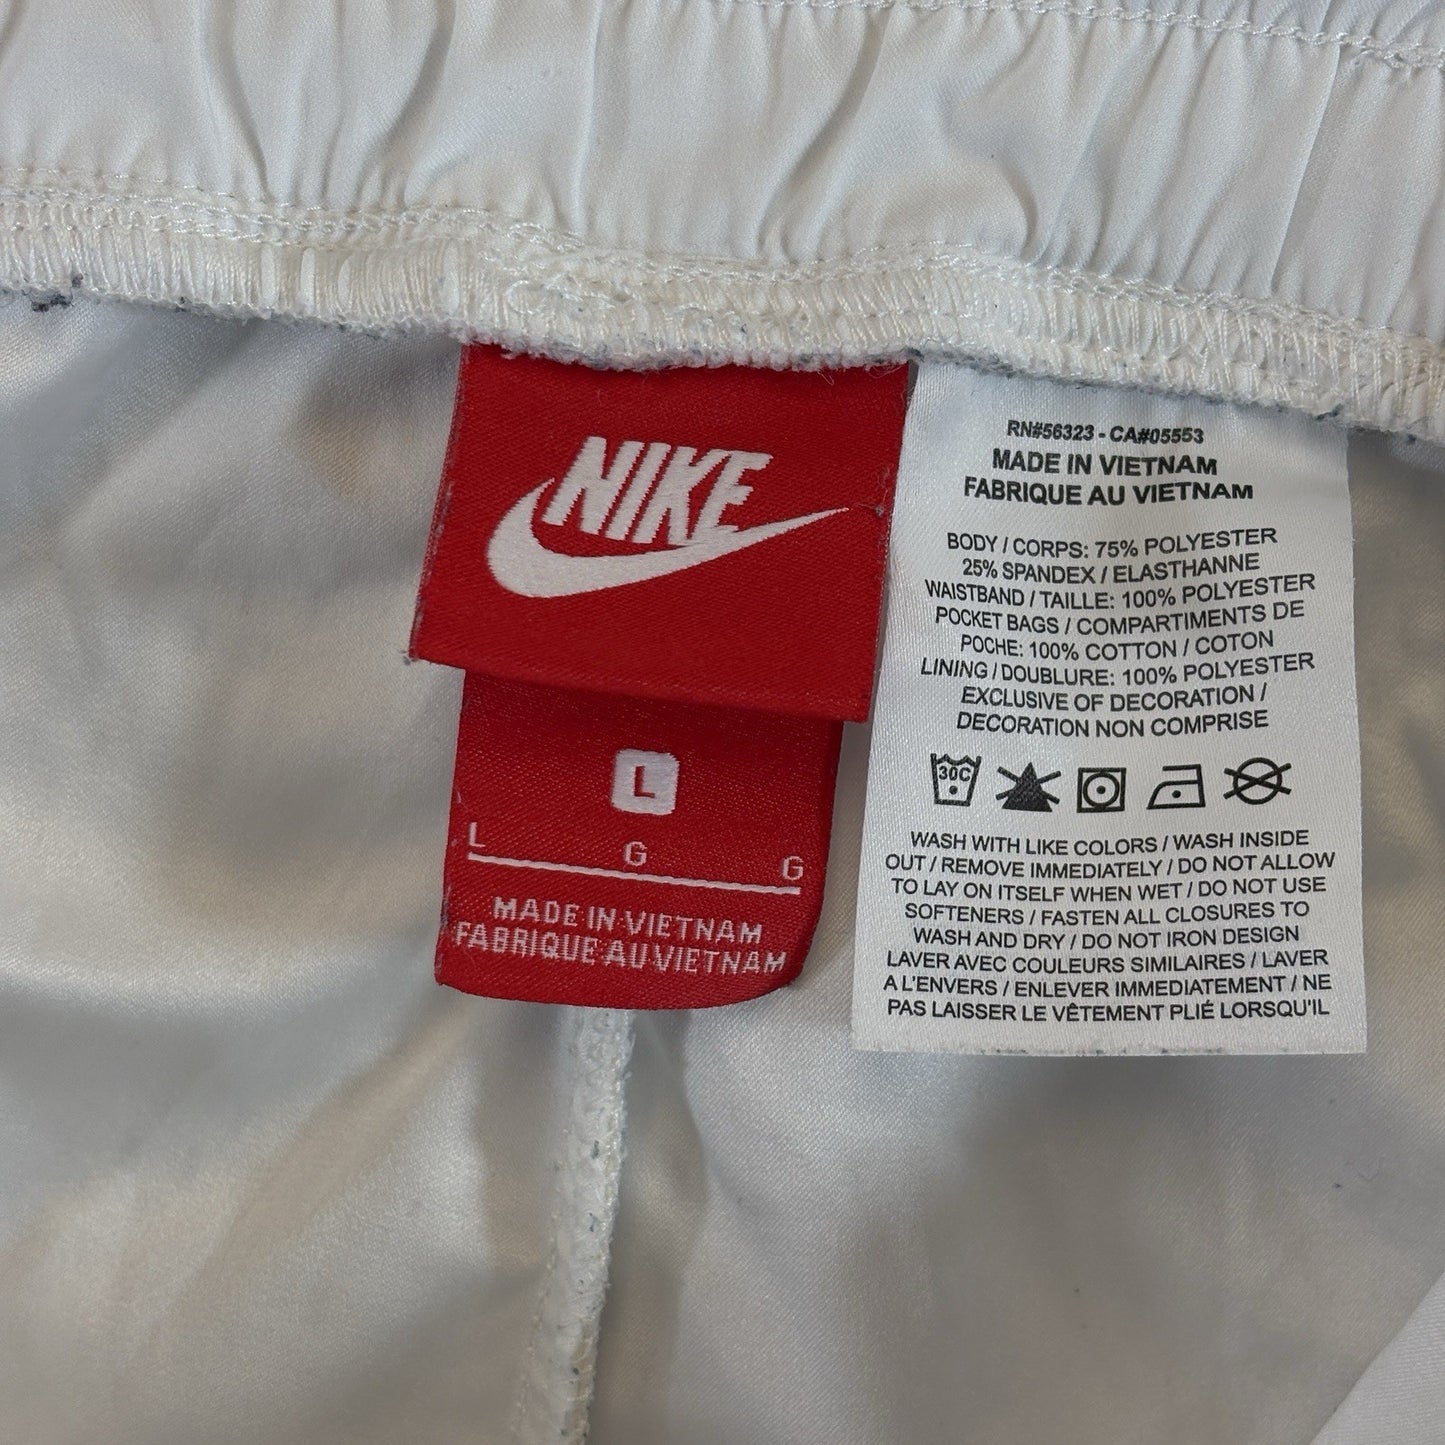 NIKE
L
L G G
MADE IN VIETNAM
FABRIQUE AU VIETNAM
RN#56323 - CA#05553
MADE IN VIETNAM
FABRIQUE AU VIETNAM
BODY / CORPS: 75% POLYESTER
25% SPANDEX / ELASTHANNE
WAISTBAND / TAILLE: 100% POLYESTER
POCKET BAGS / COMPARTIMENTS DE
POCHE: 100% COTTON / COTON
LINING / DOUBLURE: 100% POLYESTER
EXCLUSIVE OF DECORATION /
DECORATION NON COMPRISE
30C
WASH WITH LIKE COLORS / WASH INSIDE
OUT / REMOVE IMMEDIATELY / DO NOT ALLOW
TO LAY ON ITSELF WHEN WET / DO NOT USE
SOFTENERS / FASTEN ALL CLOSURES TO
WASH AND DRY / DO NOT IRON DESIGN
LAVER AVEC COULEURS SIMILAIRES / LAVER
A L'ENVERS / ENLEVER IMMEDIATEMENT / NE
PAS LAISSER LE VÊTEMENT PLIÉ LORSQU'IL